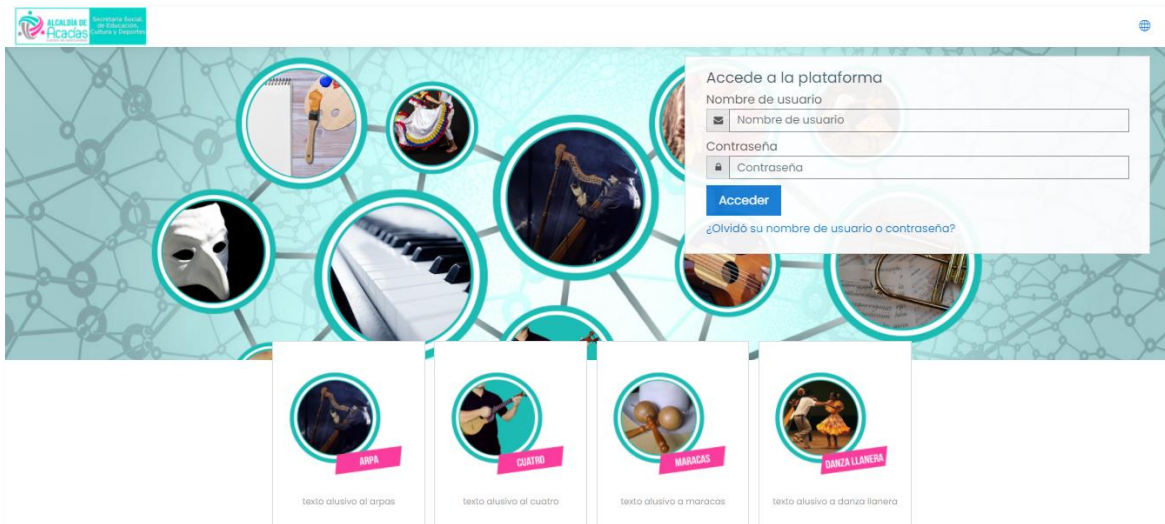 ALCALDÍA DE
Acacías
Secretaría Social,
de Educación,
Cultura y Deportes
Accede a la plataforma
Nombre de usuario
Nombre de usuario
Contraseña
Contraseña
Acceder
¿Olvidó su nombre de usuario o contraseña?
ARPA
CUATRO
MARACAS
DANZA LLANERA
texto alusivo al arpas
texto alusivo al cuatro
texto alusivo a maracas
texto alusivo a danza llanera